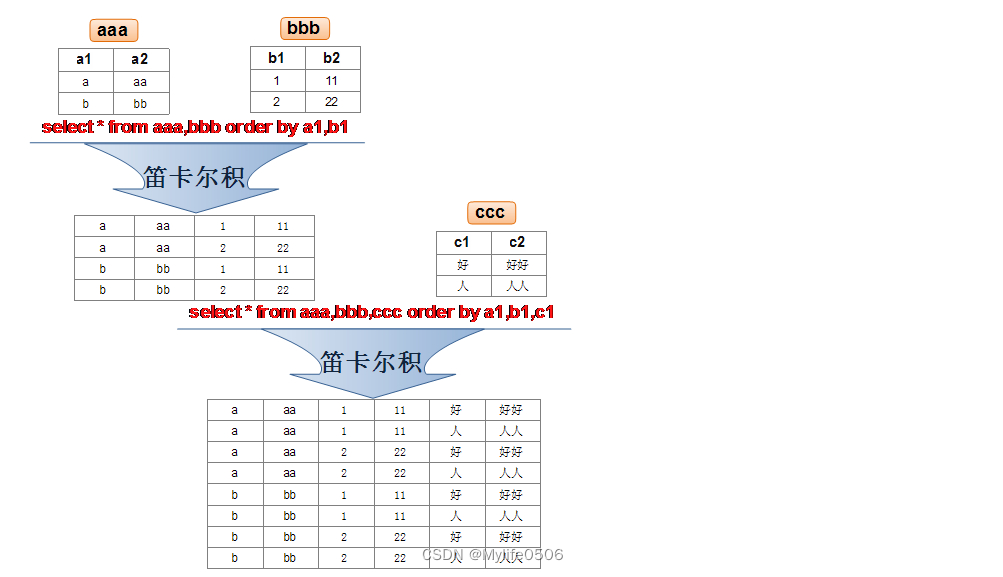 aaa bbb
a1 a2 b1 b2
a aa 1 11
b bb 2 22
select * from aaa,bbb order by a1,b1
笛卡尔积
a aa 1 11
a aa 2 22
b bb 1 11
b bb 2 22
ccc
c1 c2
好 好好
人 人人
select * from aaa,bbb,ccc order by a1,b1,c1
笛卡尔积
a aa 1 11 好 好好
a aa 1 11 人 人人
a aa 2 22 好 好好
a aa 2 22 人 人人
b bb 1 11 好 好好
b bb 1 11 人 人人
b bb 2 22 好 好好
b bb 2 22 人 人人
CSDN @Mylife0506